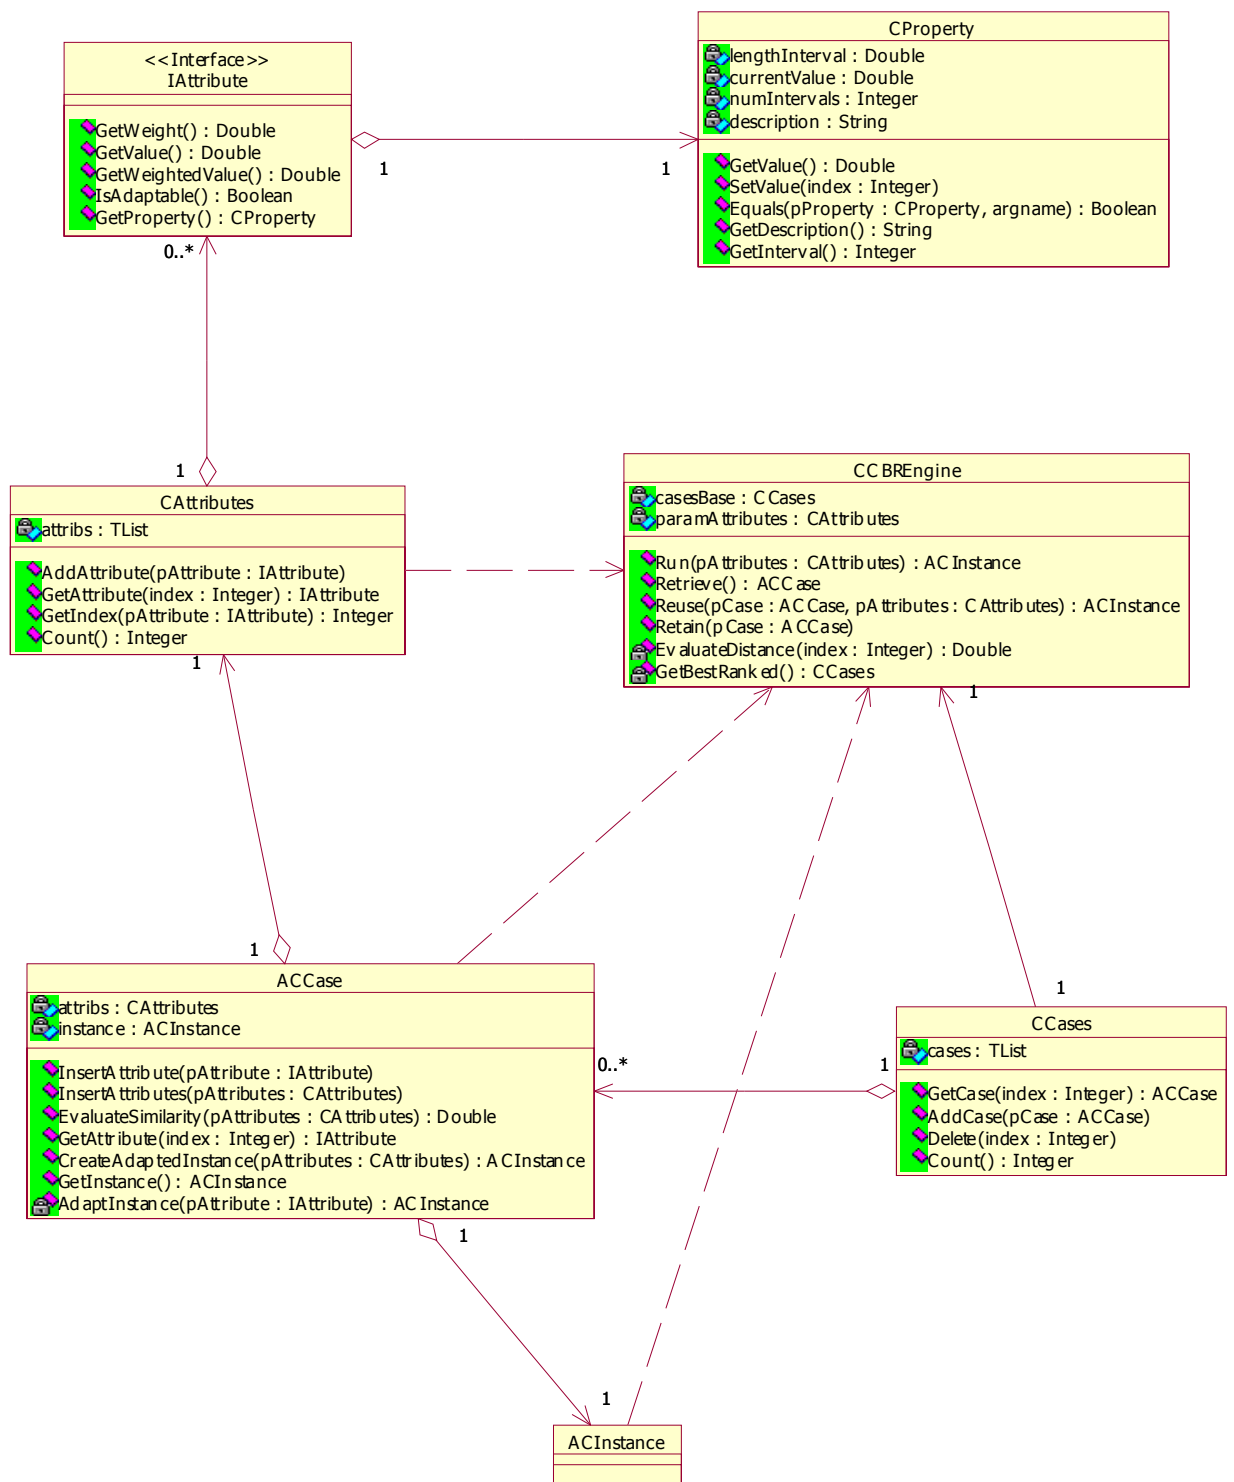 <<Interface>>
IAttribute
GetWeight() : Double
GetValue() : Double
GetWeightedValue() : Double
IsAdaptable() : Boolean
GetProperty() : CProperty
CProperty
lengthInterval : Double
currentValue : Double
numIntervals : Integer
description : String
GetValue() : Double
SetValue(index : Integer)
Equals(pProperty : CProperty, argname) : Boolean
GetDescription() : String
GetInterval() : Integer
1
1
0..*
1
CAttributes
attribs : TList
AddAttribute(pAttribute : IAttribute)
GetAttribute(index : Integer) : IAttribute
GetIndex(pAttribute : IAttribute) : Integer
Count() : Integer
1
CCBREngine
casesBase : CCases
paramAttributes : CAttributes
Run(pAttributes : CAttributes) : ACInstance
Retrieve() : ACCase
Reuse(pCase : ACCase, pAttributes : CAttributes) : ACInstance
Retain(pCase : ACCase)
EvaluateDistance(index : Integer) : Double
GetBestRanked() : CCases
1
1
ACCase
attribs : CAttributes
instance : ACInstance
InsertAttribute(pAttribute : IAttribute)
InsertAttributes(pAttributes : CAttributes)
EvaluateSimilarity(pAttributes : CAttributes) : Double
GetAttribute(index : Integer) : IAttribute
CreateAdaptedInstance(pAttributes : CAttributes) : ACInstance
GetInstance() : ACInstance
AdaptInstance(pAttribute : IAttribute) : ACInstance
1
0..*
1
CCases
cases : TList
GetCase(index : Integer) : ACCase
AddCase(pCase : ACCase)
Delete(index : Integer)
Count() : Integer
1
1
ACInstance